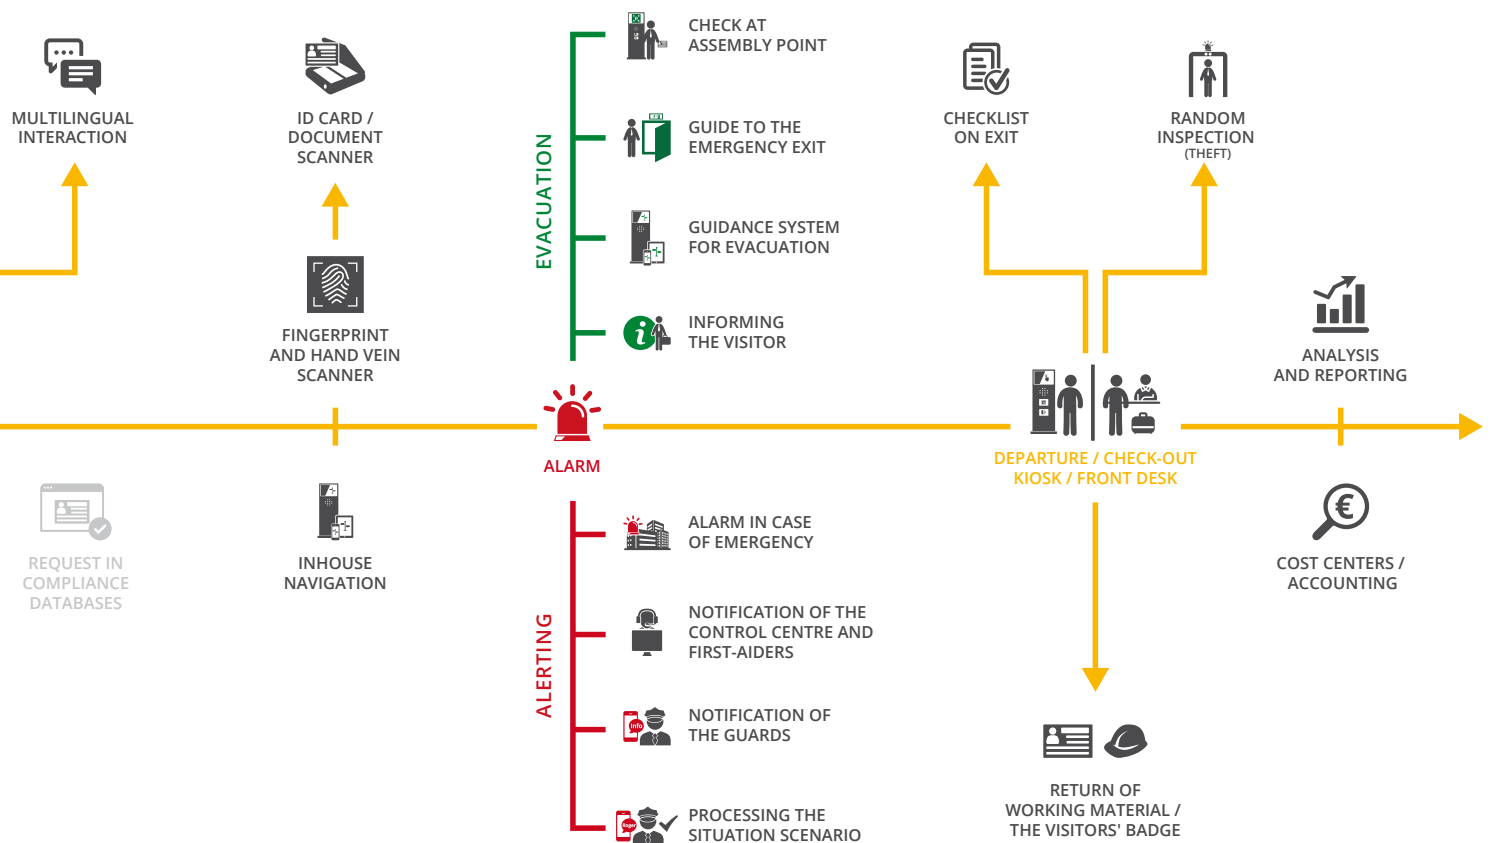 MULTILINGUAL
INTERACTION
ID CARD /
DOCUMENT
SCANNER
FINGERPRINT
AND HAND VEIN
SCANNER
REQUEST IN
COMPLIANCE
DATABASES
INHOUSE
NAVIGATION
EVACUATION
CHECK AT
ASSEMBLY POINT
GUIDE TO THE
EMERGENCY EXIT
GUIDANCE SYSTEM
FOR EVACUATION
i
INFORMING
THE VISITOR
ALARM
ALERTING
ALARM IN CASE
OF EMERGENCY
NOTIFICATION OF THE
CONTROL CENTRE AND
FIRST-AIDERS
Info
NOTIFICATION OF
THE GUARDS
Roger
PROCESSING THE
SITUATION SCENARIO
CHECKLIST
ON EXIT
RANDOM
INSPECTION
(THEFT)
DEPARTURE / CHECK-OUT
KIOSK / FRONT DESK
RETURN OF
WORKING MATERIAL /
THE VISITORS' BADGE
ANALYSIS
AND REPORTING
€
COST CENTERS /
ACCOUNTING